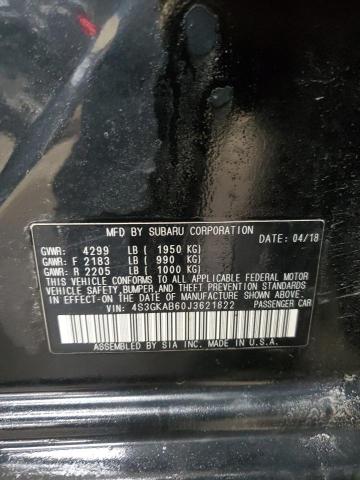 MFD BY SUBARU CORPORATION
GVWR: 4299 LB ( 1950 KG) DATE: 04/18
GAWR: F 2183 LB ( 990 KG)
GAWR: R 2205 LB ( 1000 KG)
THIS VEHICLE CONFORMS TO ALL APPLICABLE FEDERAL MOTOR
VEHICLE SAFETY, BUMPER, AND THEFT PREVENTION STANDARDS
IN EFFECT ON THE DATE OF MANUFACTURE SHOWN ABOVE.
VIN: 4S3GKAB60J3621822 PASSENGER CAR
ASSEMBLED BY SIA INC. MADE IN U.S.A.